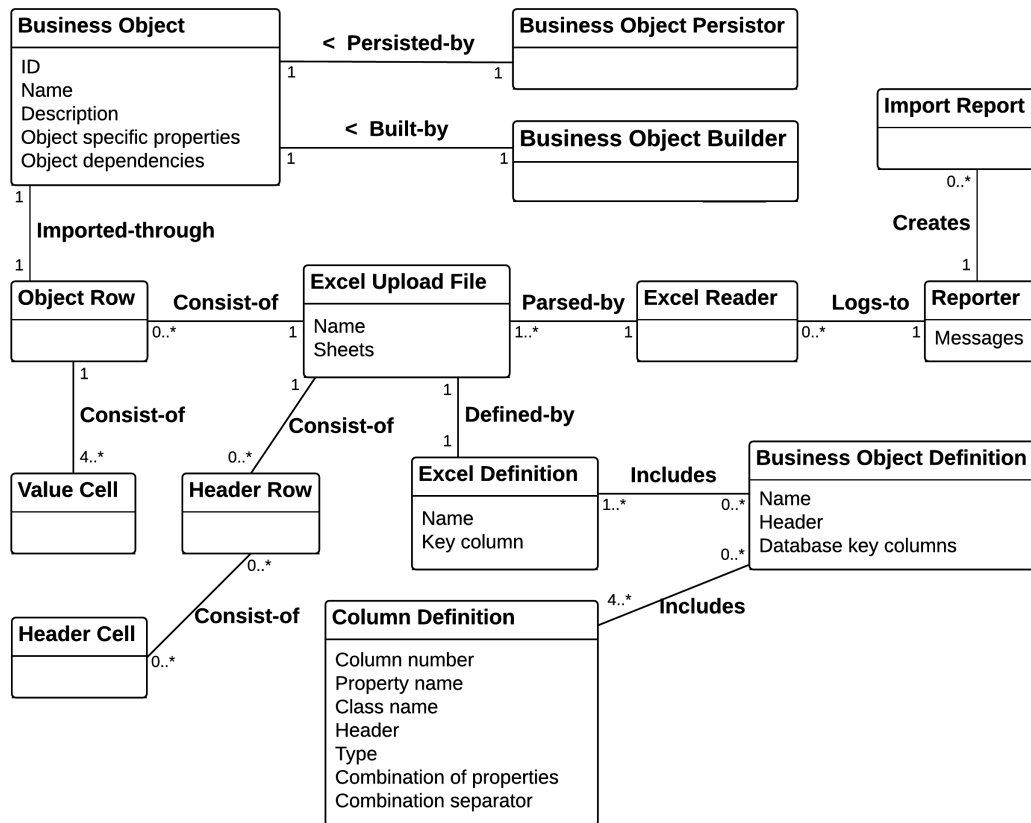 Business Object
ID
Name
Description
Object specific properties
Object dependencies
< Persisted-by
1
1
Business Object Persistor
< Built-by
1
1
Business Object Builder
Import Report
0..*
Creates
1
1
Imported-through
1
Object Row
Consist-of
0..*
1
Excel Upload File
Name
Sheets
Parsed-by
1..*
1
Excel Reader
Logs-to
0..*
1
Reporter
Messages
1
Consist-of
4..*
Value Cell
1
Consist-of
0..*
Header Row
1
Defined-by
1
Excel Definition
Name
Key column
Includes
1..*
0..*
Business Object Definition
Name
Header
Database key columns
0..*
Consist-of
0..*
Header Cell
0..*
Includes
4..*
Column Definition
Column number
Property name
Class name
Header
Type
Combination of properties
Combination separator